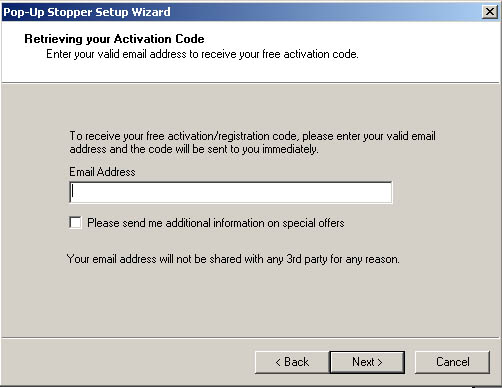 Pop-Up Stopper Setup Wizard
Retrieving your Activation Code
Enter your valid email address to receive your free activation code.
To receive your free activation/registration code, please enter your valid email
address and the code will be sent to you immediately.
Email Address
Please send me additional information on special offers
Your email address will not be shared with any 3rd party for any reason.
< Back
Next >
Cancel